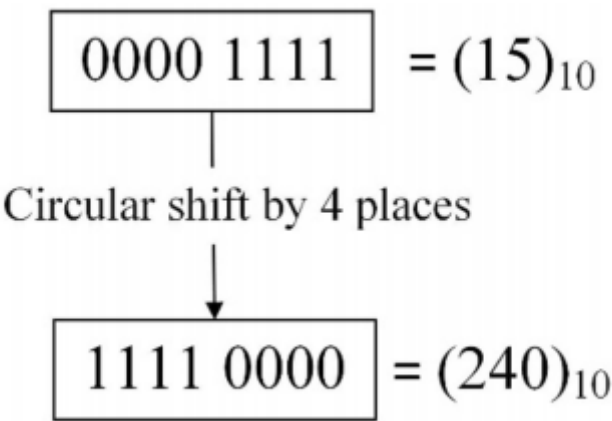 0000 1111 = (15)₁₀
Circular shift by 4 places
1111 0000 = (240)₁₀